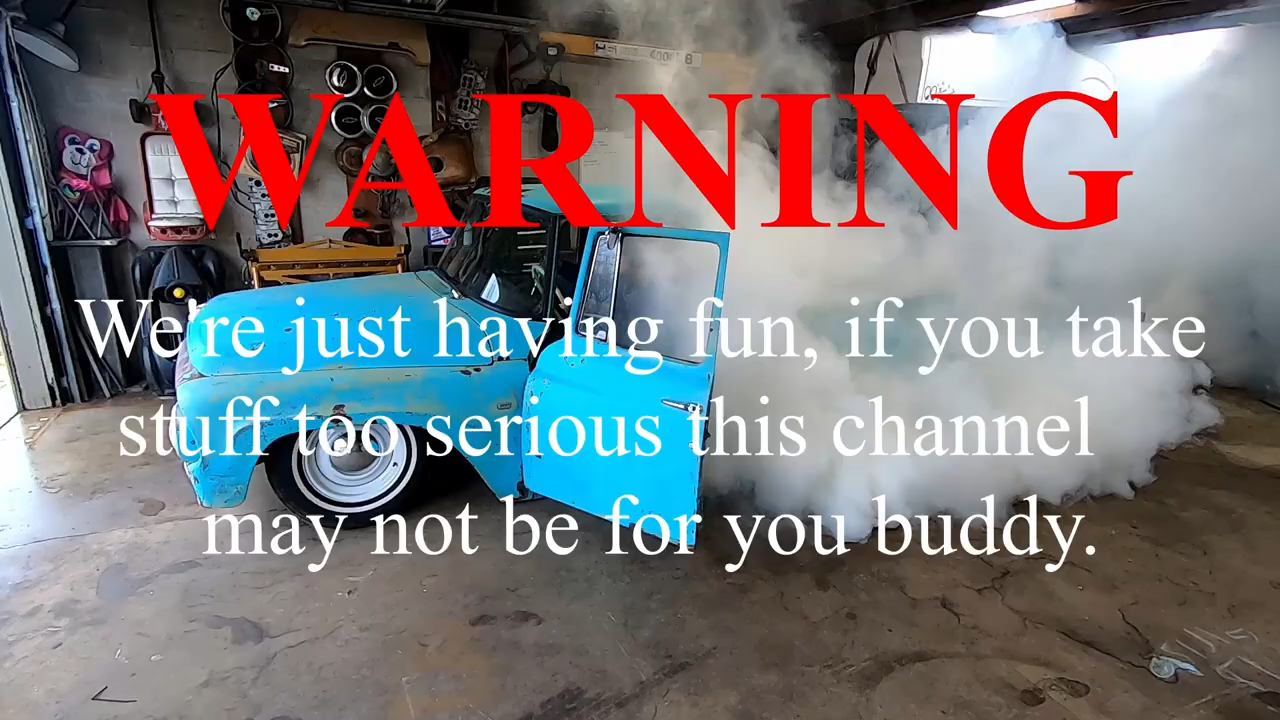 WARNING
We're just having fun, if you take
stuff too serious this channel
may not be for you buddy.